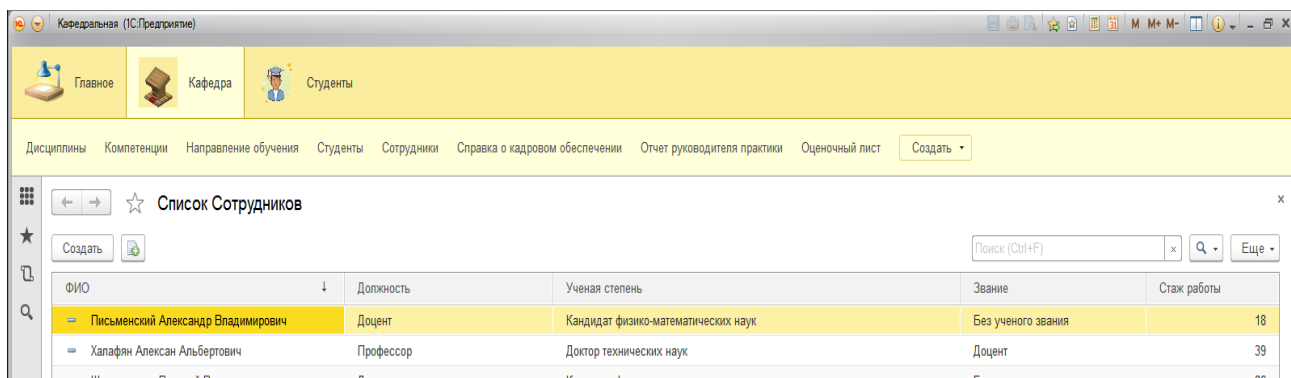 Кафедральная (1С:Предприятие) M M+ M-
Главное Кафедра Студенты
Дисциплины Компетенции Направление обучения Студенты Сотрудники Справка о кадровом обеспечении Отчет руководителя практики Оценочный лист Создать
Список Сотрудников
Создать Поиск (Ctrl+F) x Еще
ФИО ↓ Должность Ученая степень Звание Стаж работы
Письменский Александр Владимирович Доцент Кандидат физико-математических наук Без ученого звания 18
Халафян Алексан Альбертович Профессор Доктор технических наук Доцент 39